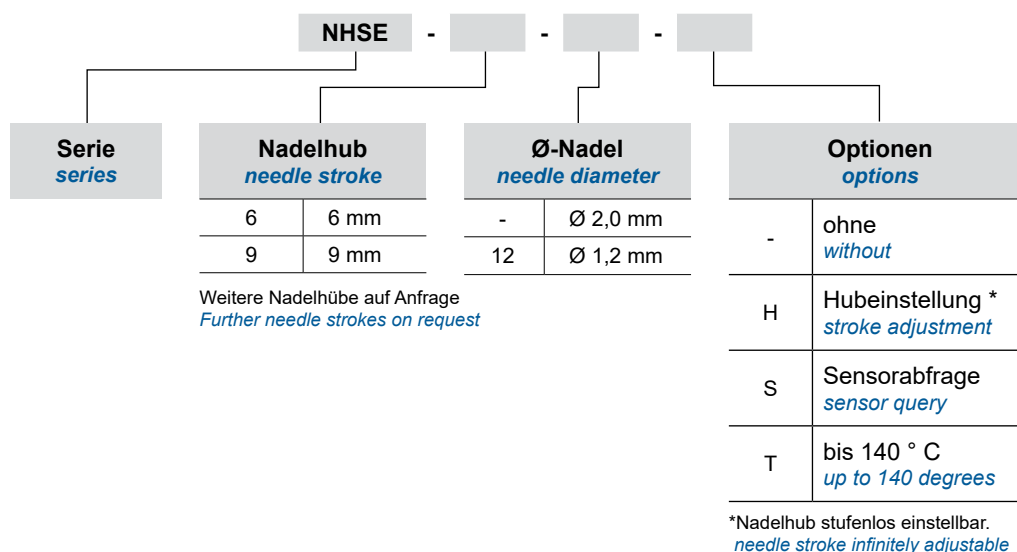 NHSE - - -
Serie
series
Nadelhub
needle stroke
6 6 mm
9 9 mm
Weitere Nadelhübe auf Anfrage
Further needle strokes on request
Ø-Nadel
needle diameter
- Ø 2,0 mm
12 Ø 1,2 mm
Optionen
options
- ohne
without
H Hubeinstellung *
stroke adjustment
S Sensorabfrage
sensor query
T bis 140 ° C
up to 140 degrees
*Nadelhub stufenlos einstellbar.
needle stroke infinitely adjustable